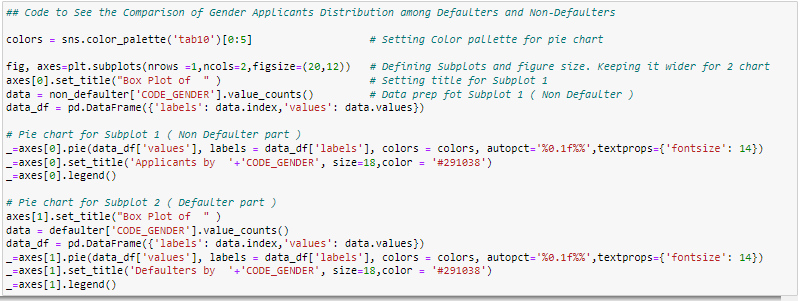 ## Code to See the Comparison of Gender Applicants Distribution among Defaulters and Non-Defaulters
colors = sns.color_palette('tab10')[0:5] # Setting Color pallette for pie chart
fig, axes=plt.subplots(nrows =1,ncols=2,figsize=(20,12)) # Defining Subplots and figure size. Keeping it wider for 2 chart
axes[0].set_title("Box Plot of  " ) # Setting title for Subplot 1
data = non_defaulter['CODE_GENDER'].value_counts() # Data prep fot Subplot 1 ( Non Defaulter )
data_df = pd.DataFrame({'labels': data.index,'values': data.values})
# Pie chart for Subplot 1 ( Non Defaulter part )
_=axes[0].pie(data_df['values'], labels = data_df['labels'], colors = colors, autopct='%0.1f%%',textprops={'fontsize': 14})
_=axes[0].set_title('Applicants by  '+'CODE_GENDER', size=18,color = '#291038')
_=axes[0].legend()
# Pie chart for Subplot 2 ( Defaulter part )
axes[1].set_title("Box Plot of  " )
data = defaulter['CODE_GENDER'].value_counts()
data_df = pd.DataFrame({'labels': data.index,'values': data.values})
_=axes[1].pie(data_df['values'], labels = data_df['labels'], colors = colors, autopct='%0.1f%%',textprops={'fontsize': 14})
_=axes[1].set_title('Defaulters by  '+'CODE_GENDER', size=18,color = '#291038')
_=axes[1].legend()